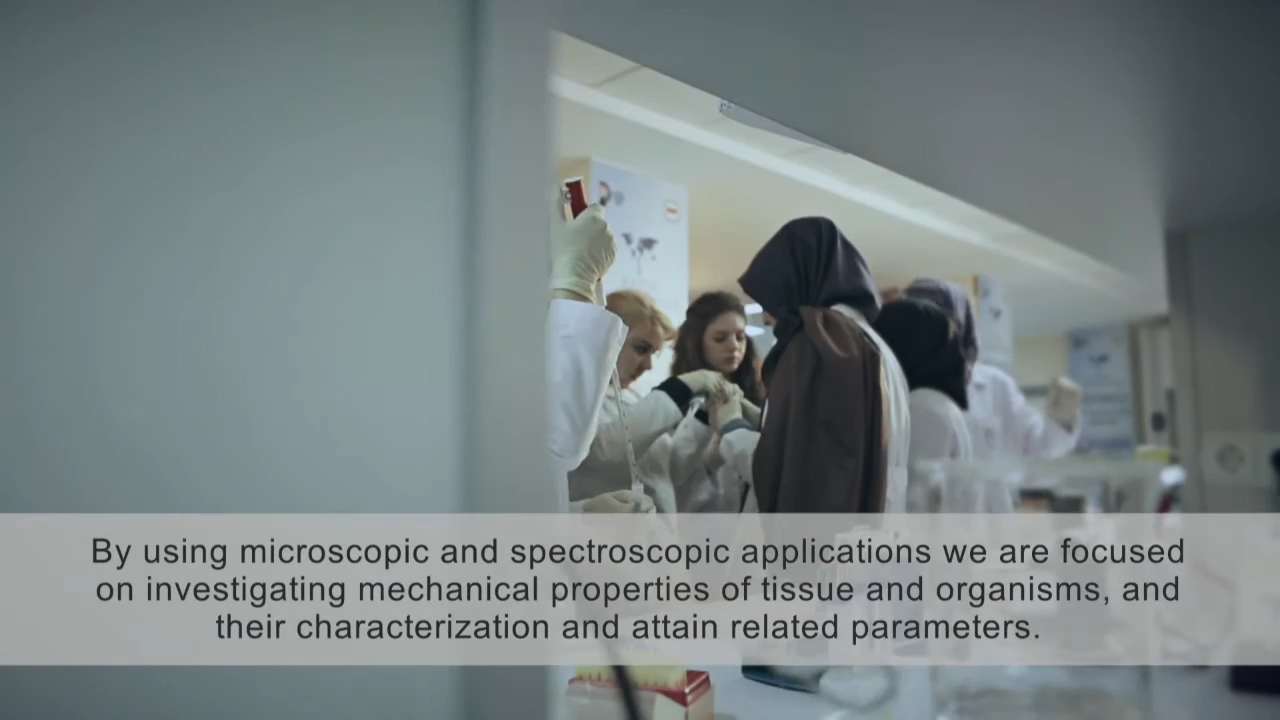 By using microscopic and spectroscopic applications we are focused
on investigating mechanical properties of tissue and organisms, and
their characterization and attain related parameters.